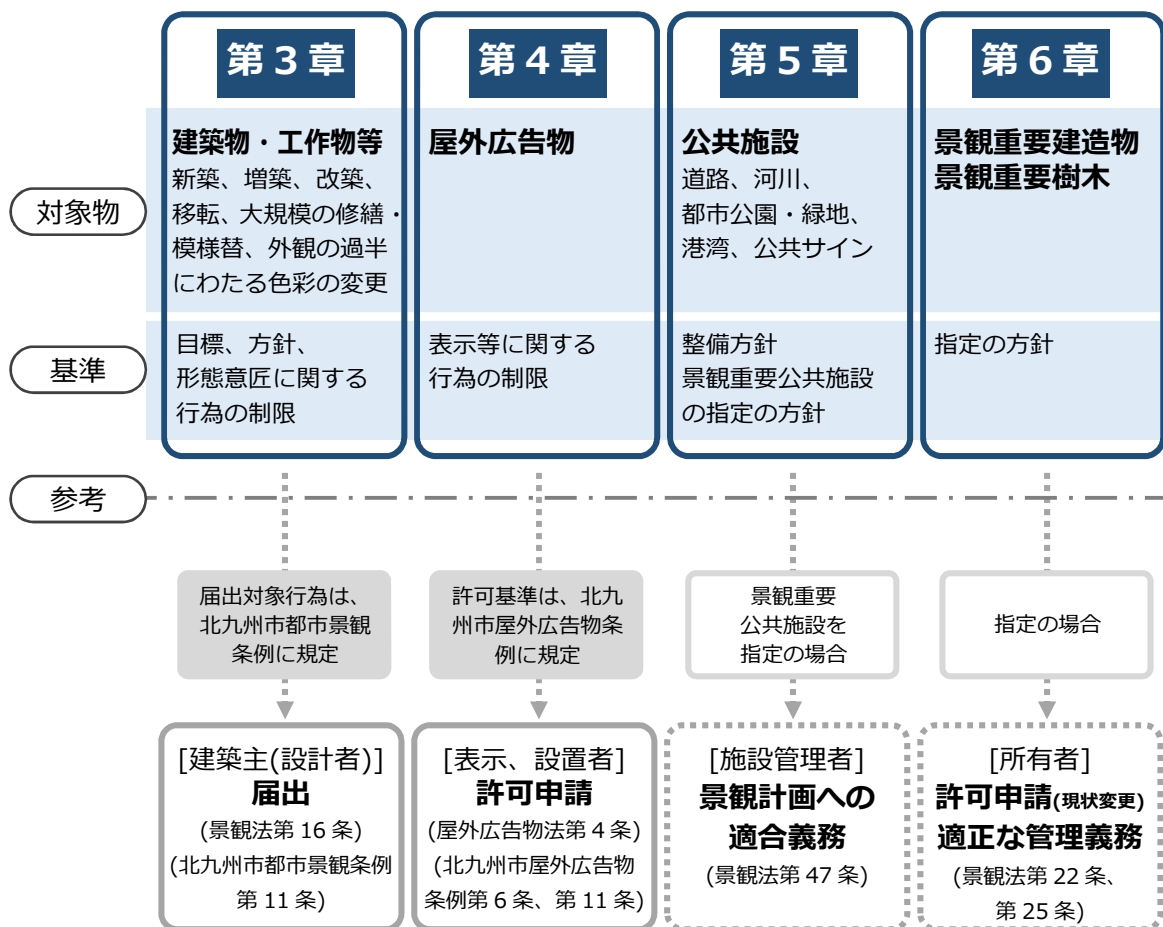 第3章
第4章
第5章
第6章
対象物
建築物・工作物等
新築、増築、改築、
移転、大規模の修繕・
模様替、外観の過半
にわたる色彩の変更
屋外広告物
公共施設
道路、河川、
都市公園・緑地、
港湾、公共サイン
景観重要建造物
景観重要樹木
基準
目標、方針、
形態意匠に関する
行為の制限
表示等に関する
行為の制限
整備方針
景観重要公共施設
の指定の方針
指定の方針
参考
届出対象行為は、
北九州市都市景観
条例に規定
許可基準は、北九
州市屋外広告物条
例に規定
景観重要
公共施設を
指定の場合
指定の場合
[建築主(設計者)]
届出
(景観法第16条)
(北九州市都市景観条例
第11条)
[表示、設置者]
許可申請
(屋外広告物法第4条)
(北九州市屋外広告物
条例第6条、第11条)
[施設管理者]
景観計画への
適合義務
(景観法第47条)
[所有者]
許可申請(現状変更)
適正な管理義務
(景観法第22条、
第25条)